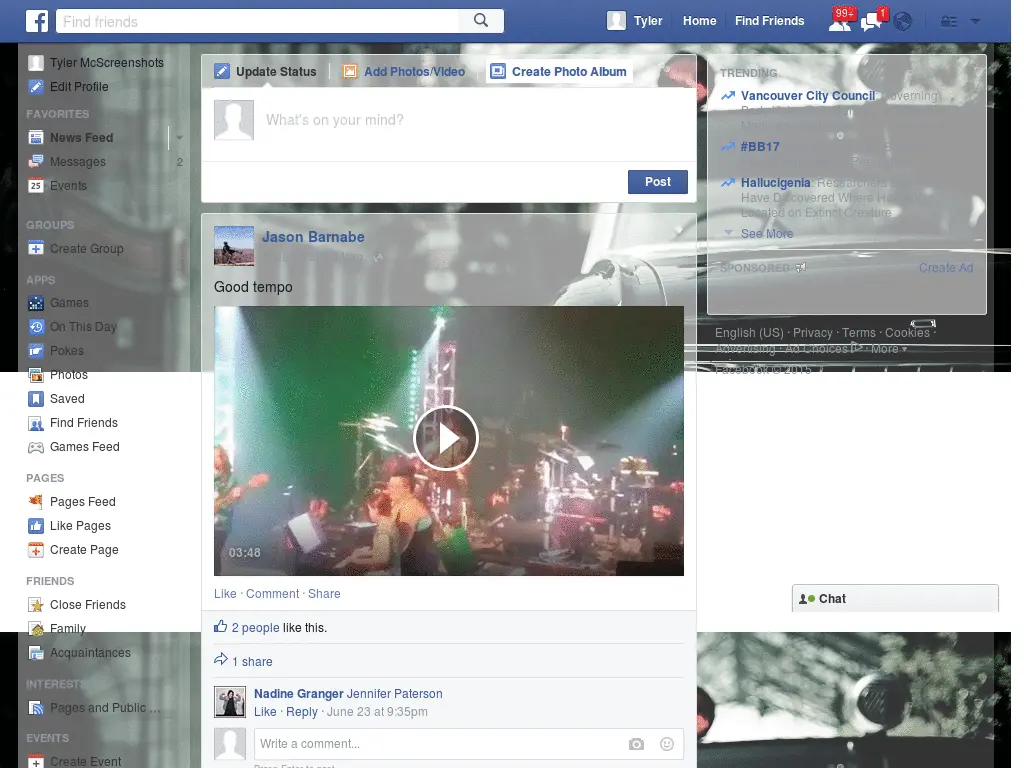 Find friends
Tyler
Home
Find Friends
99+
1
Tyler McScreenshots
Edit Profile
FAVORITES
News Feed
Messages
2
25
Events
GROUPS
Create Group
APPS
Games
On This Day
Pokes
Photos
Saved
Find Friends
Games Feed
PAGES
Pages Feed
Like Pages
Create Page
FRIENDS
Close Friends
Family
Acquaintances
INTERESTS
Pages and Public ...
EVENTS
Create Event
Update Status
Add Photos/Video
Create Photo Album
What's on your mind?
Post
Jason Barnabe
Good tempo
03:48
Like · Comment · Share
2 people like this.
1 share
Nadine Granger Jennifer Paterson
Like · Reply · June 23 at 9:35pm
Write a comment...
TRENDING
Vancouver City Council
#BB17
Hallucigenia: Researchers
Have Discovered Where
Located on Extinct Creature
See More
SPONSORED
Create Ad
English (US) · Privacy · Terms · Cookies ·
Advertising · Ad Choices · More
Facebook © 2015
Chat